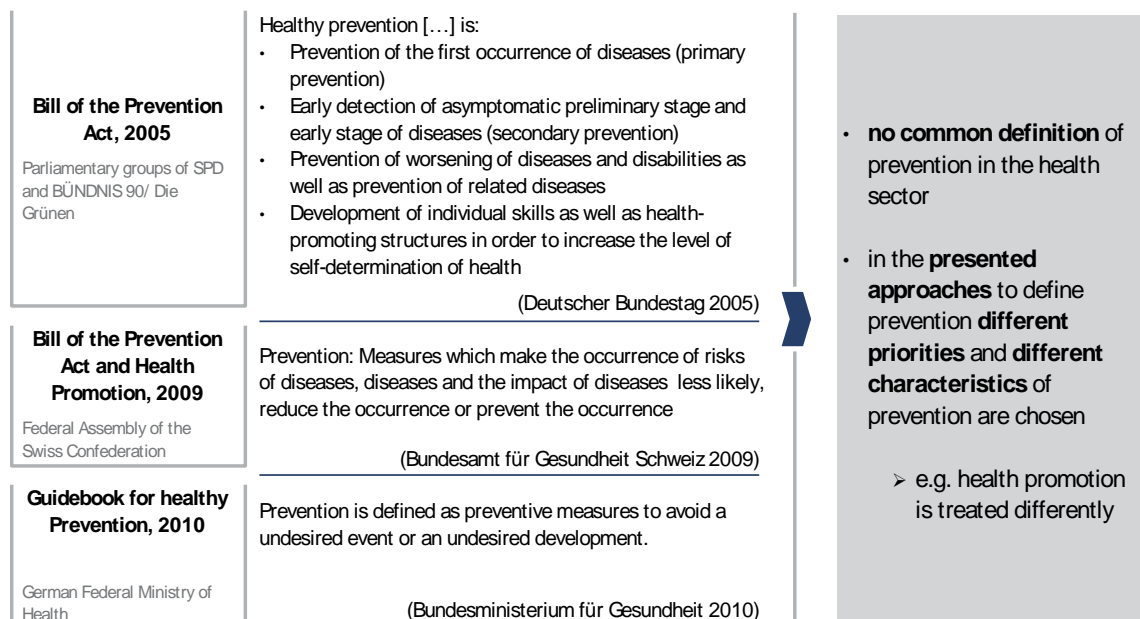 Bill of the Prevention
Act, 2005
Parliamentary groups of SPD
and BÜNDNIS 90/ Die
Grünen
Healthy prevention […] is:
• Prevention of the first occurrence of diseases (primary
prevention)
• Early detection of asymptomatic preliminary stage and
early stage of diseases (secondary prevention)
• Prevention of worsening of diseases and disabilities as
well as prevention of related diseases
• Development of individual skills as well as health-
promoting structures in order to increase the level of
self-determination of health
(Deutscher Bundestag 2005)
Bill of the Prevention
Act and Health
Promotion, 2009
Federal Assembly of the
Swiss Confederation
Prevention: Measures which make the occurrence of risks
of diseases, diseases and the impact of diseases less likely,
reduce the occurrence or prevent the occurrence
(Bundesamt für Gesundheit Schweiz 2009)
Guidebook for healthy
Prevention, 2010
German Federal Ministry of
Health
Prevention is defined as preventive measures to avoid a
undesired event or an undesired development.
(Bundesministerium für Gesundheit 2010)
• no common definition of
prevention in the health
sector
• in the presented
approaches to define
prevention different
priorities and different
characteristics of
prevention are chosen
➢ e.g. health promotion
is treated differently